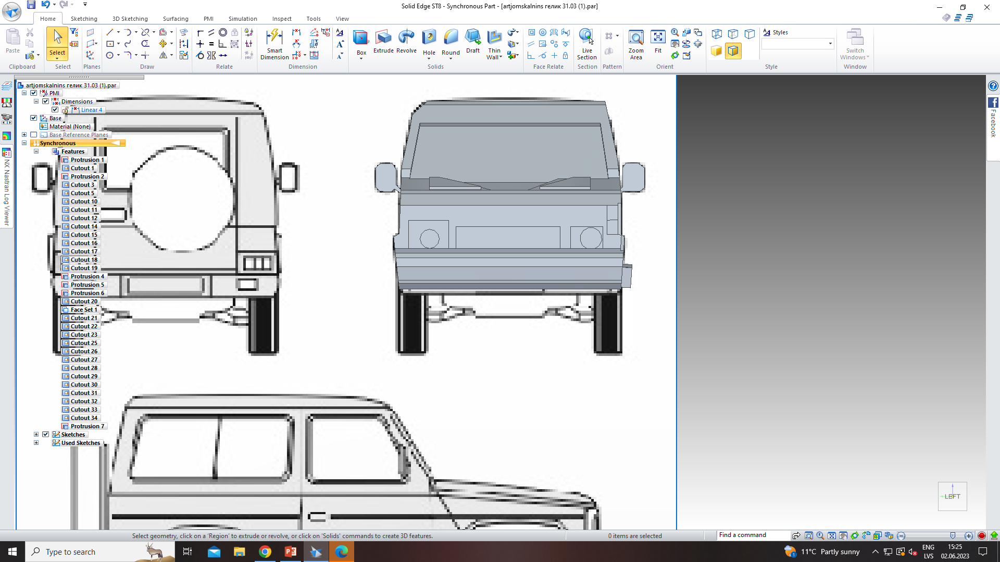 Solid Edge ST8 - Synchronous Part - [artjomskalnins гелик 31.03 (1).par]
Home Sketching 3D Sketching Surfacing PMI Simulation Inspect Tools View
Paste
Clipboard
Select
Select
Planes
Draw
Relate
Smart Dimension
Dimension
Box
Extrude
Revolve
Hole
Round
Draft
Thin Wall
Solids
Face Relate
Live Section
Section
Pattern
Zoom Area
Fit
Orient
Styles
Style
Switch Windows
Window
artjomskalnins гелик 31.03 (1).par
PMI
Dimensions
Linear 4
Base
Material (None)
Base Reference Planes
Synchronous
Features
Protrusion 1
Cutout 1
Protrusion 2
Cutout 3
Cutout 5
Cutout 10
Cutout 11
Cutout 12
Cutout 14
Cutout 15
Cutout 16
Cutout 17
Cutout 18
Cutout 19
Protrusion 4
Protrusion 5
Protrusion 6
Cutout 20
Face Set 1
Cutout 21
Cutout 22
Cutout 23
Cutout 25
Cutout 26
Cutout 27
Cutout 28
Cutout 29
Cutout 30
Cutout 31
Cutout 32
Cutout 33
Cutout 34
Protrusion 7
Sketches
Used Sketches
NX Nastran Log Viewer
Facebook
LEFT
Select geometry, click on a 'Region' to extrude or revolve, or click on 'Solids' commands to create 3D features.
0 items are selected
Find a command
Type to search
11°C Partly sunny
ENG
LVS
15:25
02.06.2023